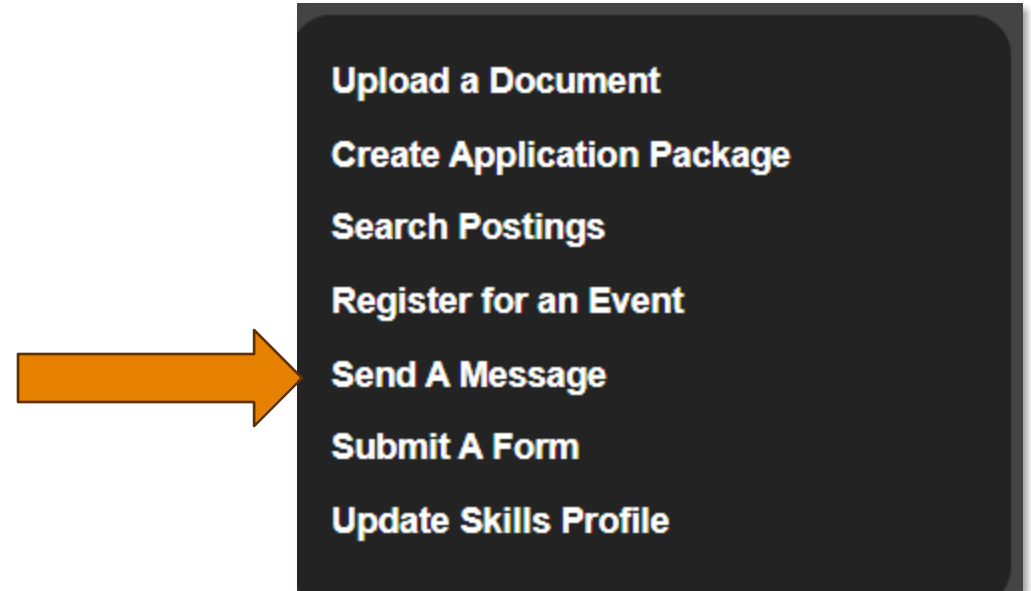 Upload a Document
Create Application Package
Search Postings
Register for an Event
Send A Message
Submit A Form
Update Skills Profile